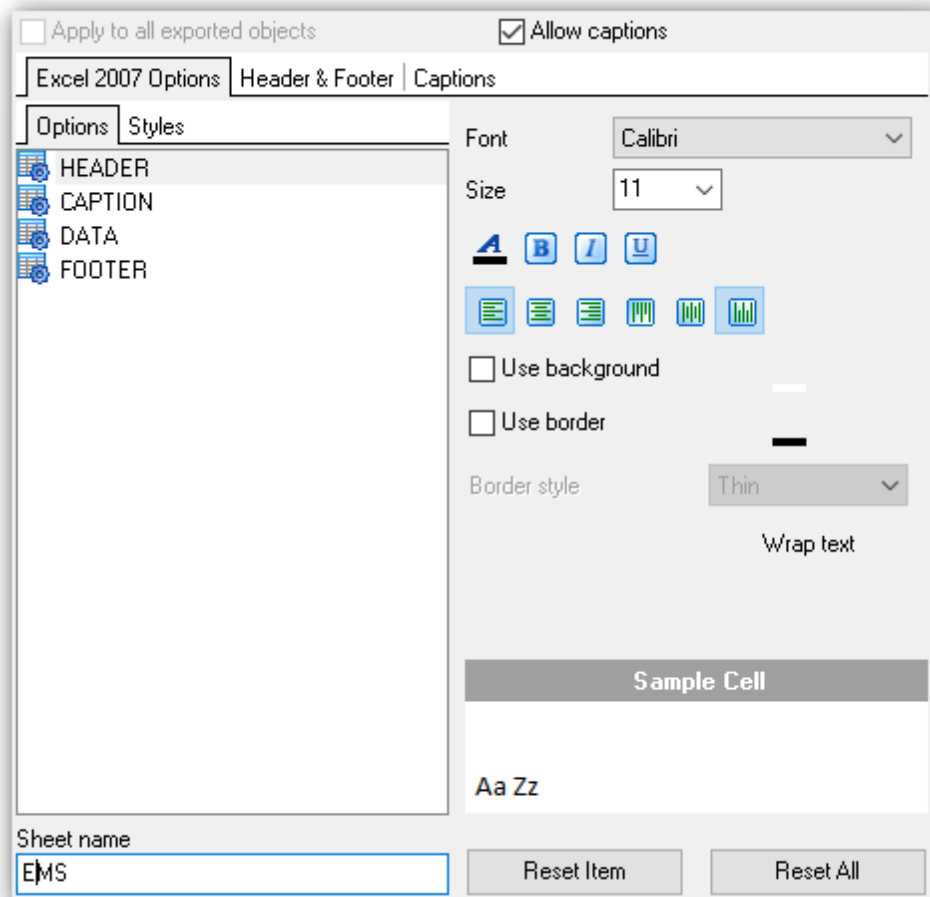 Apply to all exported objects
Allow captions
Excel 2007 Options
Header & Footer
Captions
Options
Styles
HEADER
CAPTION
DATA
FOOTER
Font
Calibri
Size
11
A
B
I
U
Use background
Use border
Border style
Thin
Wrap text
Sample Cell
Aa Zz
Sheet name
EMS
Reset Item
Reset All